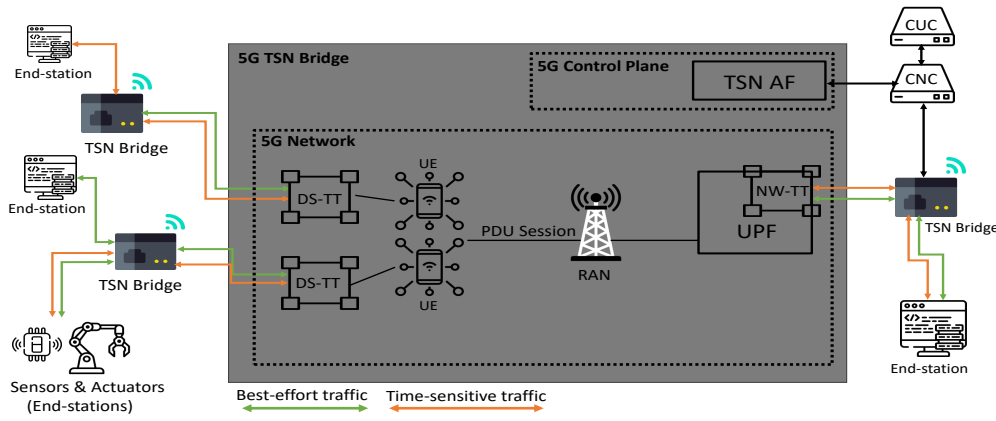 CUC
5G TSN Bridge
5G Control Plane
TSN AF
CNC
End-station
TSN Bridge
5G Network
UE
DS-TT
NW-TT
End-station
PDU Session
UPF
TSN Bridge
RAN
TSN Bridge
DS-TT
UE
Sensors & Actuators
(End-stations)
End-station
Best-effort traffic
Time-sensitive traffic